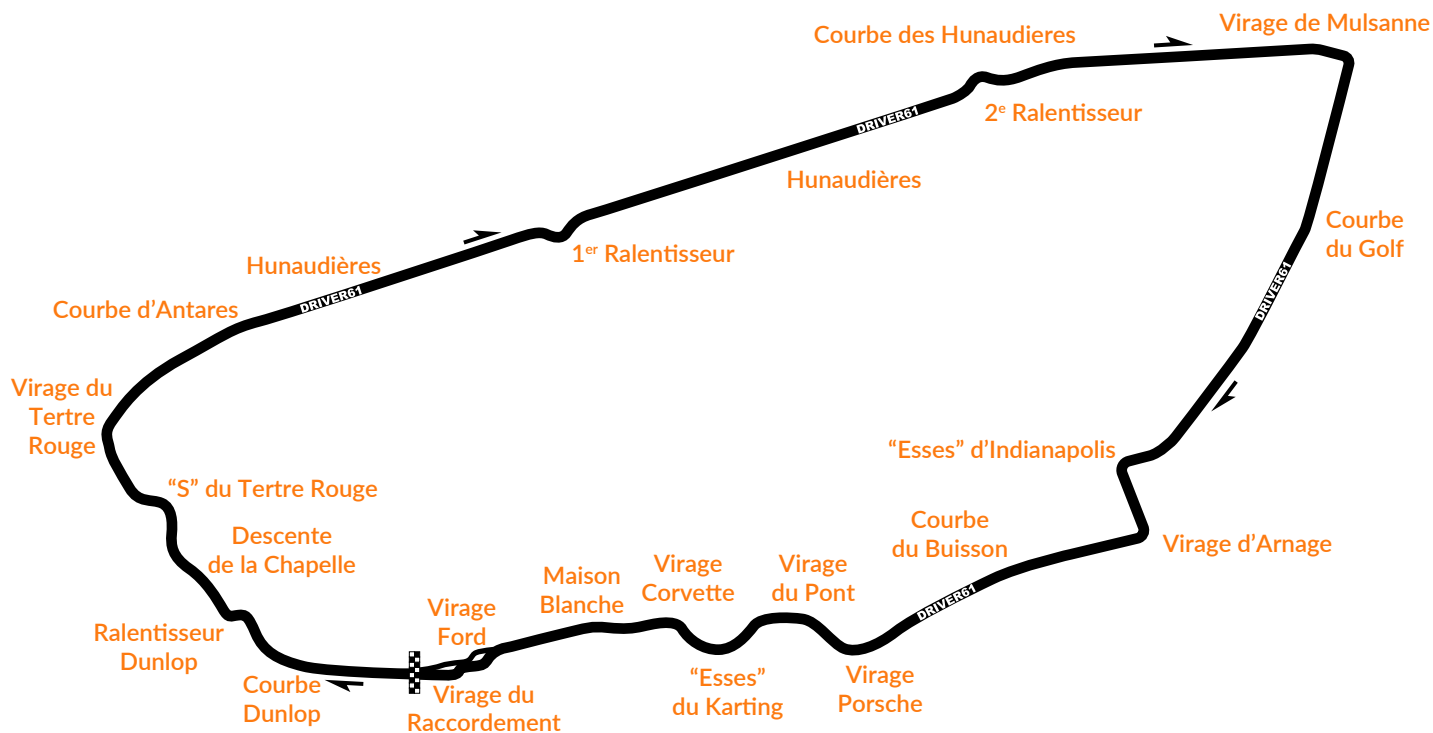 Virage de Mulsanne
Courbe des Hunaudieres
2e Ralentisseur
DRIVER61
Hunaudières
Courbe
du Golf
1er Ralentisseur
Hunaudières
DRIVER61
DRIVER61
Courbe d’Antares
Virage du
Tertre
Rouge
“Esses” d’Indianapolis
“S” du Tertre Rouge
Courbe
du Buisson
Virage d’Arnage
Descente
de la Chapelle
Virage
Corvette
Virage
du Pont
Maison
Blanche
DRIVER61
Virage
Ford
Ralentisseur
Dunlop
“Esses”
du Karting
Virage
Porsche
Courbe
Dunlop
Virage du
Raccordement